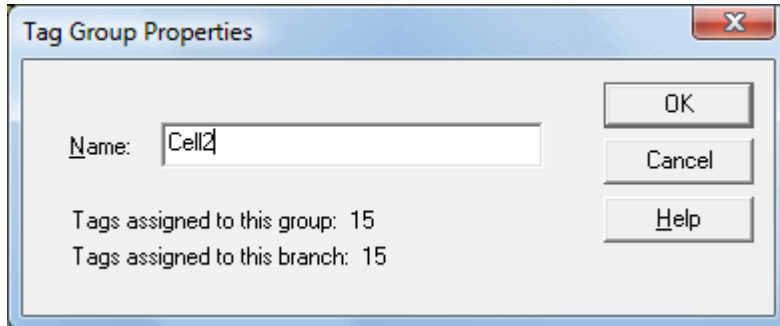 Tag Group Properties
OK
Name: Cell2
Cancel
Help
Tags assigned to this group: 15
Tags assigned to this branch: 15